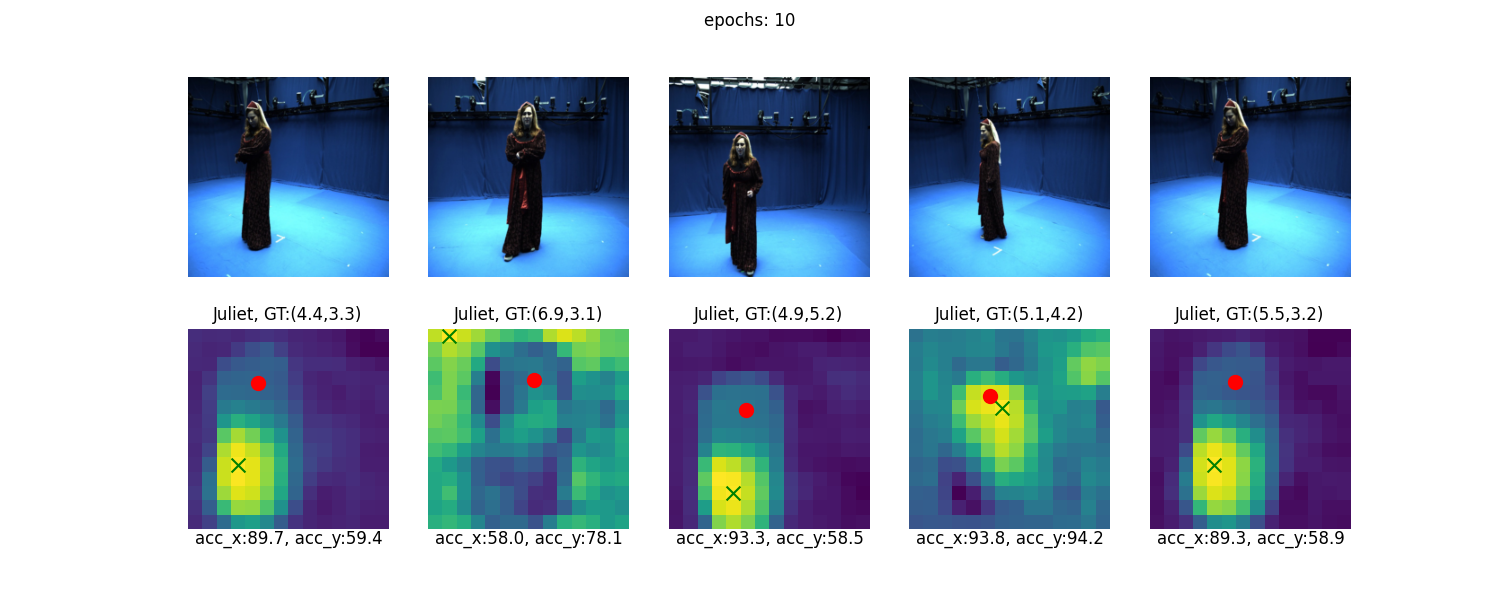 epochs: 10
Juliet, GT:(4.4,3.3)
Juliet, GT:(6.9,3.1)
Juliet, GT:(4.9,5.2)
Juliet, GT:(5.1,4.2)
Juliet, GT:(5.5,3.2)
acc_x:89.7, acc_y:59.4
acc_x:58.0, acc_y:78.1
acc_x:93.3, acc_y:58.5
acc_x:93.8, acc_y:94.2
acc_x:89.3, acc_y:58.9